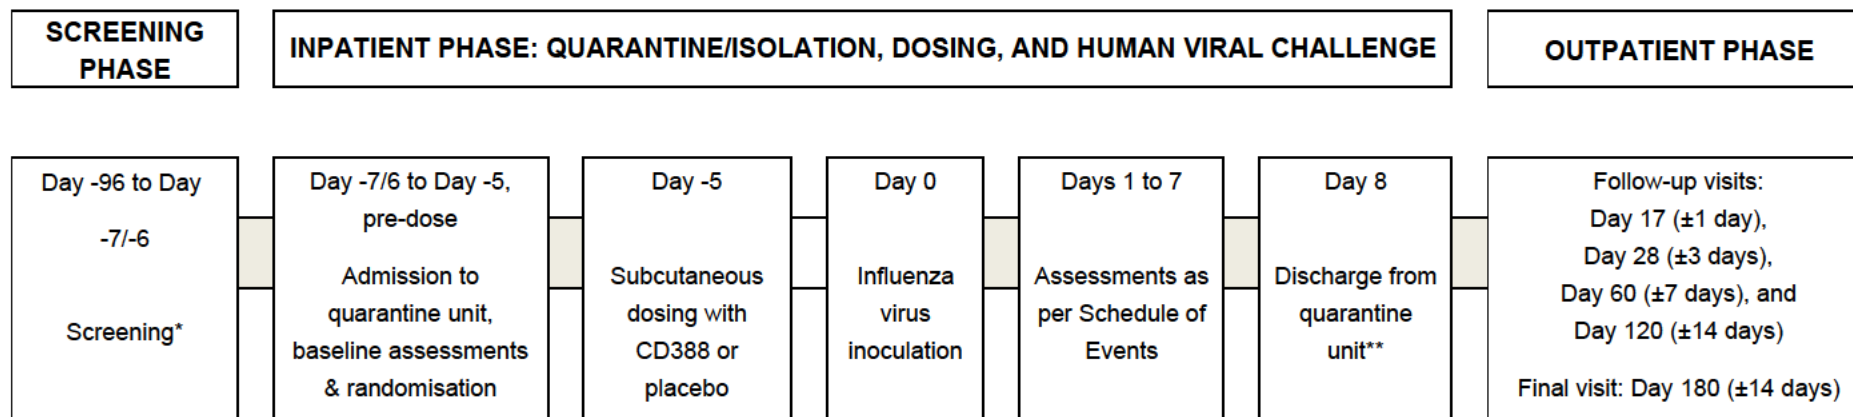 SCREENING
PHASE
INPATIENT PHASE: QUARANTINE/ISOLATION, DOSING, AND HUMAN VIRAL CHALLENGE
OUTPATIENT PHASE
Day -96 to Day
-7/-6
Screening*
Day -7/6 to Day -5,
pre-dose
Admission to
quarantine unit,
baseline assessments
& randomisation
Day -5
Subcutaneous
dosing with
CD388 or
placebo
Day 0
Influenza
virus
inoculation
Days 1 to 7
Assessments as
per Schedule of
Events
Day 8
Discharge from
quarantine
unit**
Follow-up visits:
Day 17 (±1 day),
Day 28 (±3 days),
Day 60 (±7 days), and
Day 120 (±14 days)
Final visit: Day 180 (±14 days)